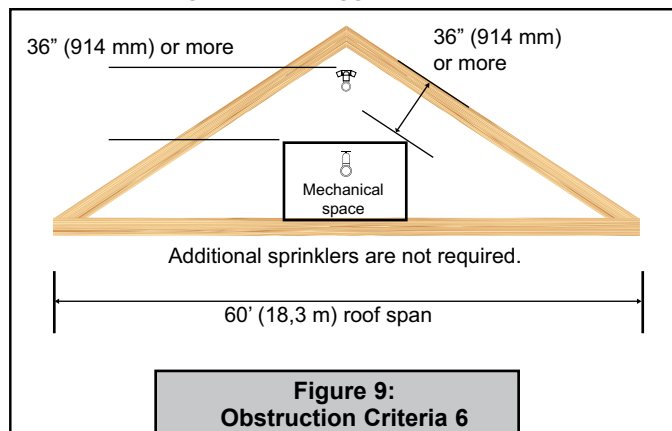 36” (914 mm) or more
36” (914 mm)
or more
Mechanical
space
Additional sprinklers are not required.
60’ (18,3 m) roof span
Figure 9:
Obstruction Criteria 6